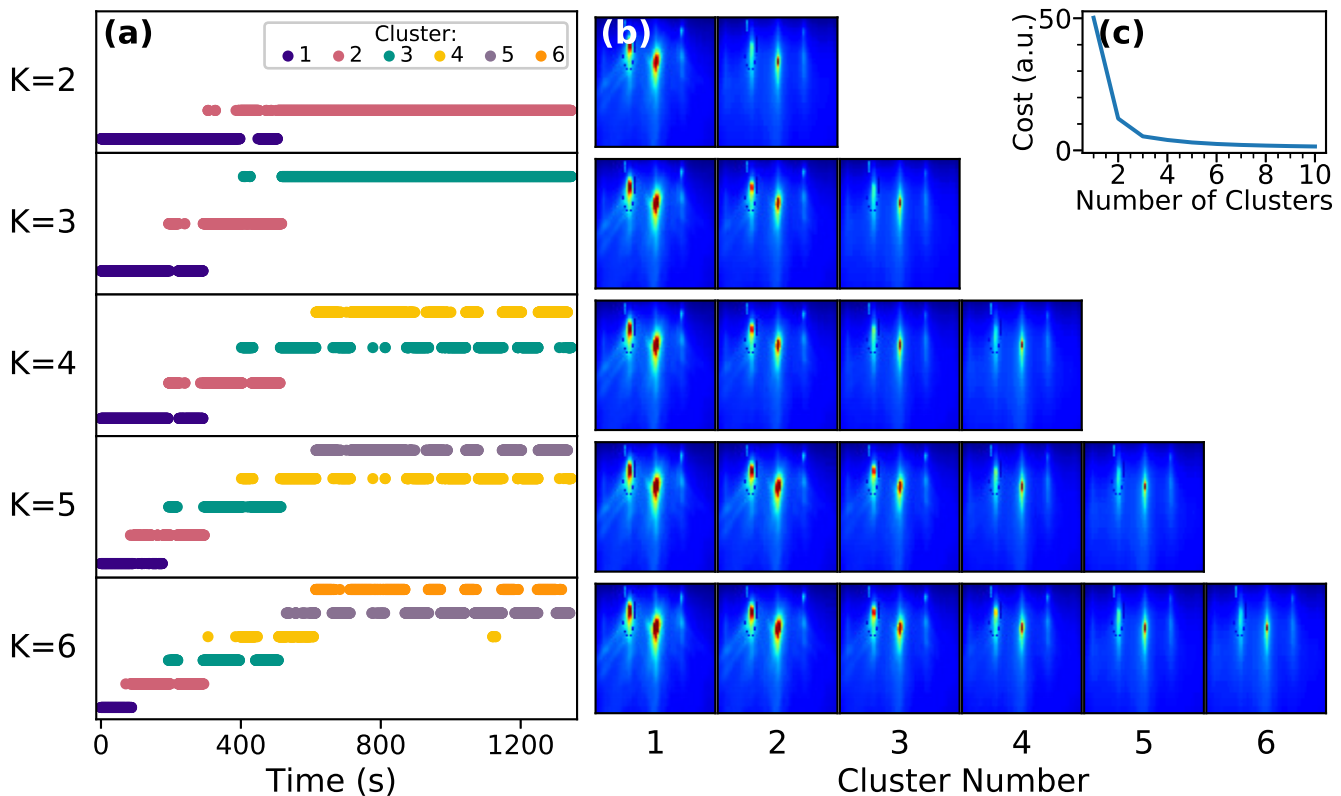 (a)
Cluster:
1 2 3 4 5 6
K=2
K=3
K=4
K=5
K=6
0 400 800 1200
Time (s)
(b)
1 2 3 4 5 6
Cluster Number
(c)
50
0
Cost (a.u.)
2 4 6 8 10
Number of Clusters